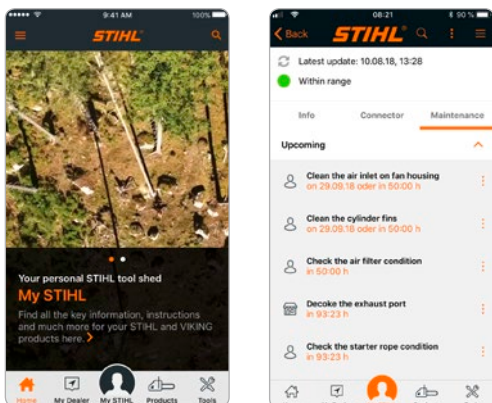 9:41 AM
100%
STIHL
Your personal STIHL tool shed
My STIHL
Find all the key information, instructions
and much more for your STIHL and VIKING
products here.
Home
My Dealer
My STIHL
Products
Tools
08:21
90 %
Back
STIHL
Latest update: 10.08.18, 13:28
Within range
Info
Connector
Maintenance
Upcoming
Clean the air inlet on fan housing
on 29.09.18 oder in 50:00 h
Clean the cylinder fins
on 29.09.18 oder in 50:00 h
Check the air filter condition
in 50:00 h
Decoke the exhaust port
in 93:23 h
Check the starter rope condition
in 93:23 h